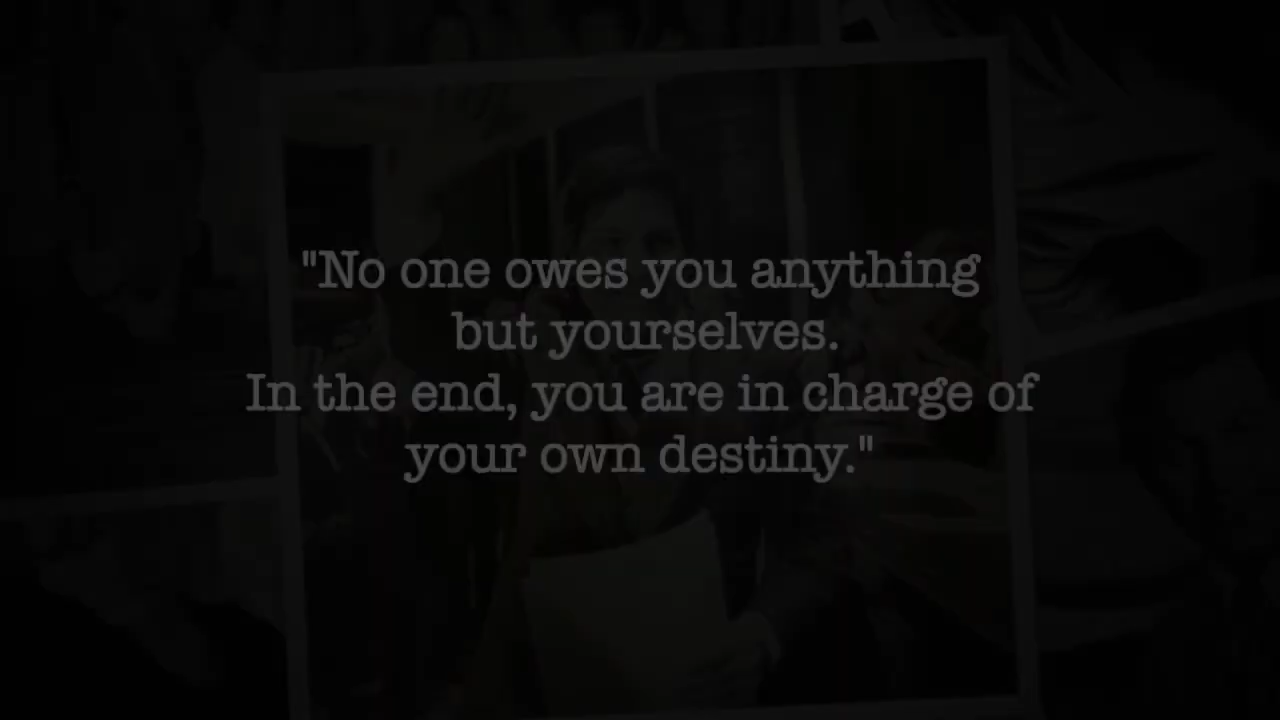 "No one owes you anything
but yourselves.
In the end, you are in charge of
your own destiny."